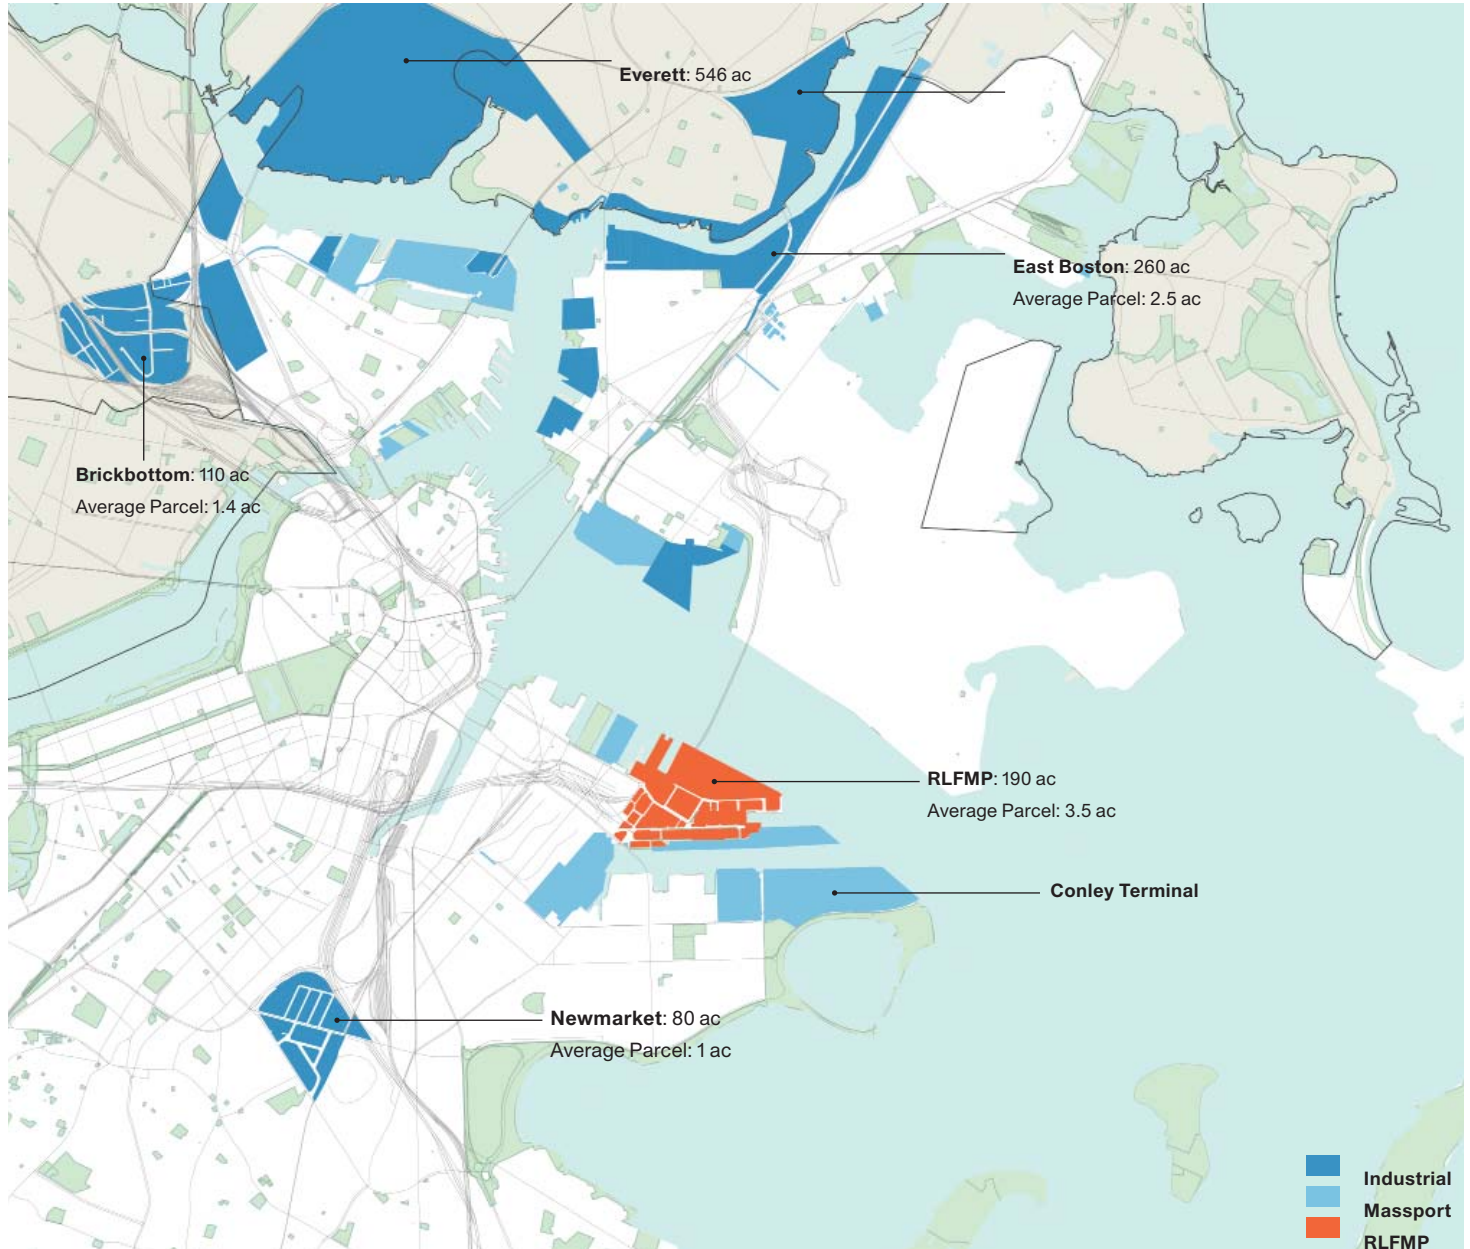 Everett: 546 ac
East Boston: 260 ac
Average Parcel: 2.5 ac
Brickbottom: 110 ac
Average Parcel: 1.4 ac
RLFMP: 190 ac
Average Parcel: 3.5 ac
Conley Terminal
Newmarket: 80 ac
Average Parcel: 1 ac
Industrial
Massport
RLFMP